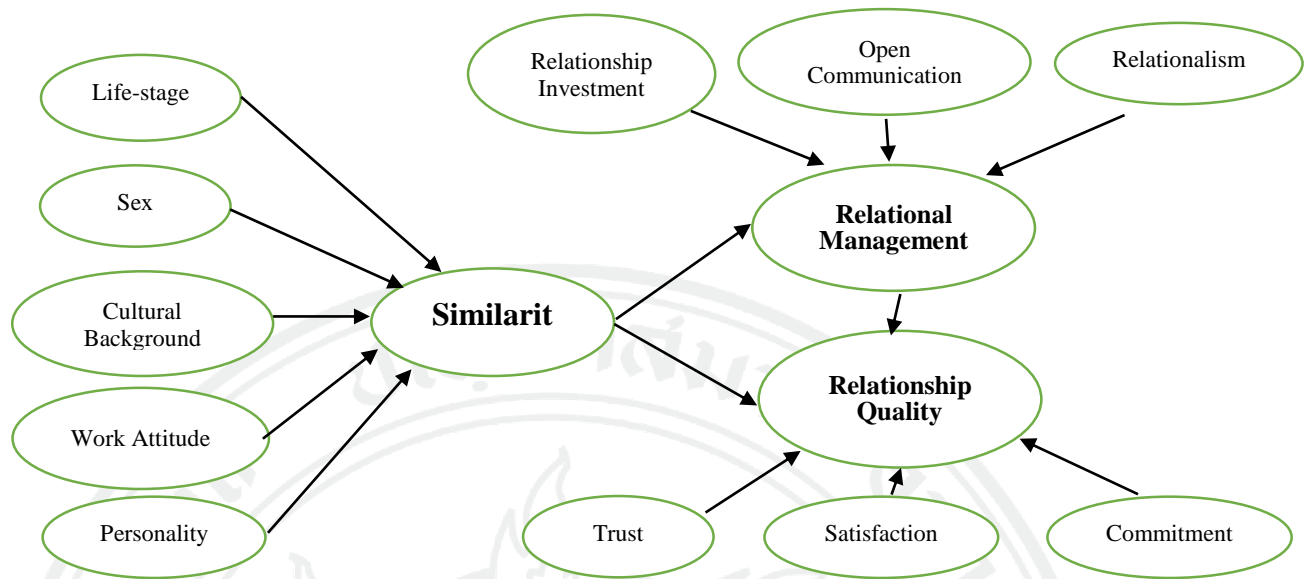 Life-stage
Sex
Cultural
Background
Work Attitude
Personality
Similarit
Relationship
Investment
Open
Communication
Relationalism
Relational
Management
Relationship
Quality
Trust
Satisfaction
Commitment